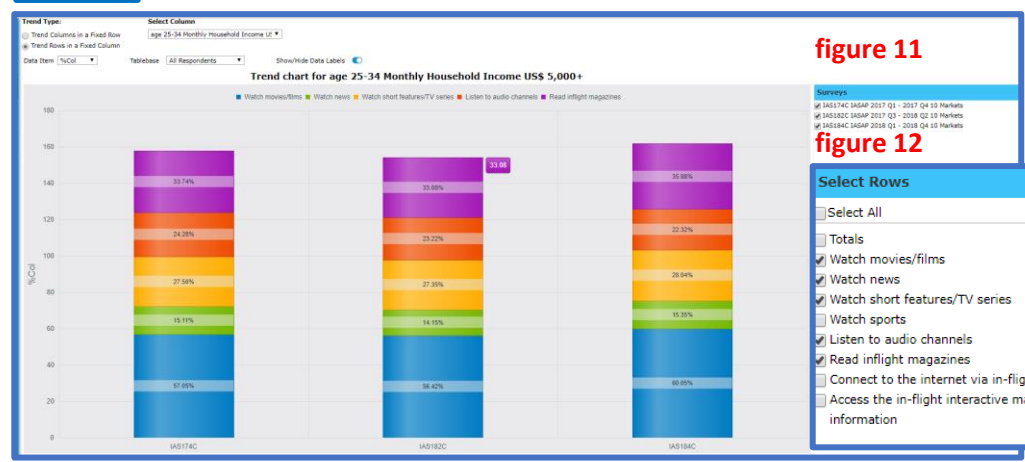 Trend Type:
Select Column
Trend Columns in a Fixed Row
age 25-34 Monthly Household Income U
Trend Rows in a Fixed Column
Data Item %Col
Tablebase All Respondents
Show/Hide Data Labels
Trend chart for age 25-34 Monthly Household Income US$ 5,000+
Watch movies/films Watch news Watch short features/TV series Listen to audio channels Read inflight magazines
%Col
180
160
140
120
100
80
60
40
20
0
33.74%
24.28%
27.56%
15.11%
57.05%
IAS174C
33.08
33.08%
23.22%
27.35%
14.15%
56.42%
IAS182C
35.98%
22.32%
28.04%
15.35%
60.05%
IAS184C
figure 11
Surveys
IAS174C IASAP 2017 Q1 - 2017 Q4 10 Markets
IAS182C IASAP 2017 Q3 - 2018 Q2 10 Markets
IAS184C IASAP 2018 Q1 - 2018 Q4 10 Markets
figure 12
Select Rows
Select All
Totals
Watch movies/films
Watch news
Watch short features/TV series
Watch sports
Listen to audio channels
Read inflight magazines
Connect to the internet via in-flig
Access the in-flight interactive ma
information